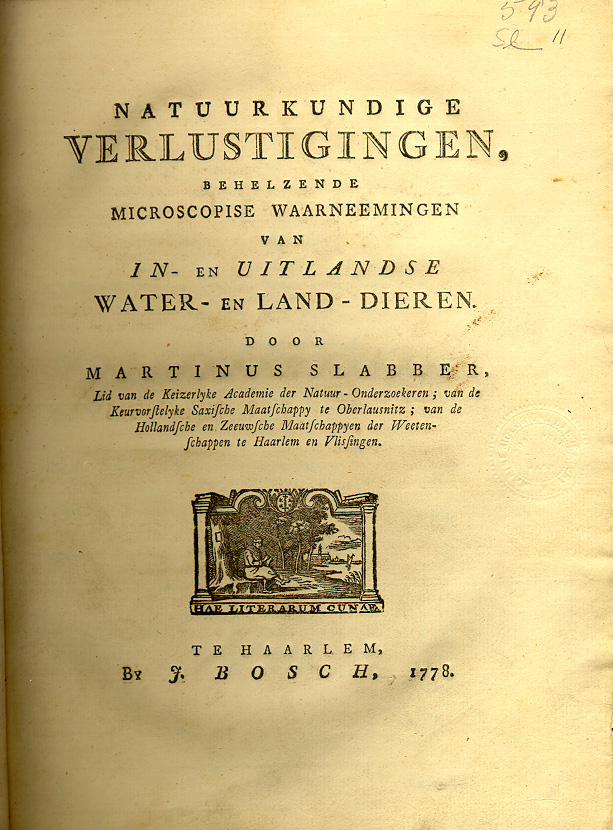 593
Sl 11
NATUURKUNDIGE
VERLUSTIGINGEN,
BEHELZENDE
MICROSCOPISE WAARNEEMINGEN
VAN
IN- EN UITLANDSE
WATER- EN LAND-DIEREN.
DOOR
MARTINUS SLABBER,
Lid van de Keizerlyke Academie der Natuur-Onderzoekeren; van de
Keurvorſtelyke Saxiſche Maatſchappy te Oberlausnitz; van de
Hollandſche en Zeeuwſche Maatſchappyen der Weeten-
ſchappen te Haarlem en Vlisſingen.
HAE LITERARUM CUNAE.
TE HAARLEM,
By J. BOSCH, 1778.